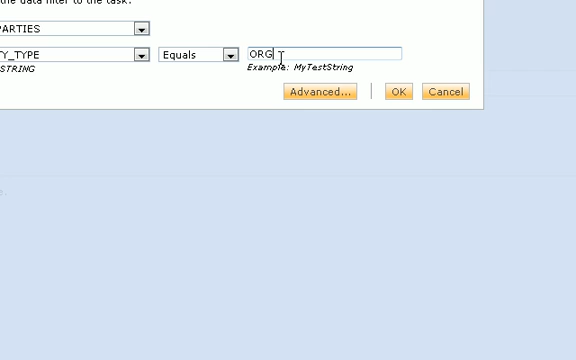 the data filter to the task.
PARTIES
Y_TYPE Equals ORG
STRING Example: MyTestString
Advanced... OK Cancel